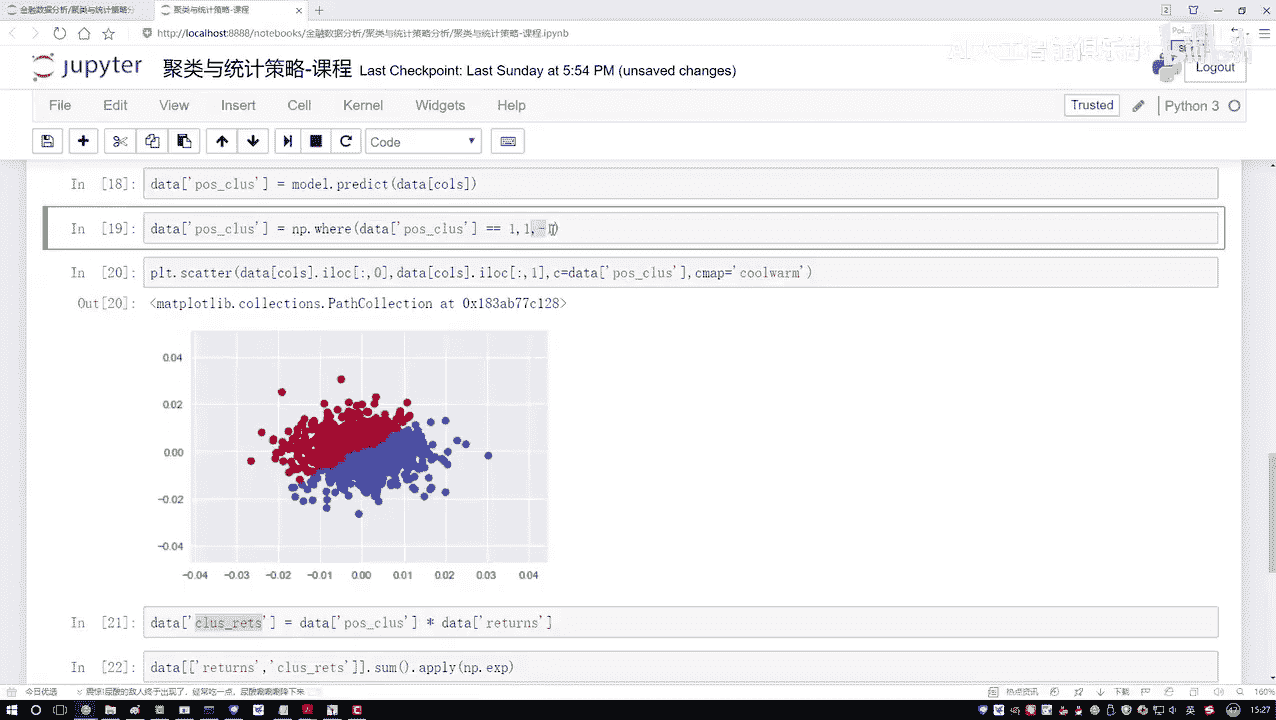 金融数据分析/聚类与统计策略分
聚类与统计策略-课程
http://localhost:8888/notebooks/金融数据分析/聚类与统计策略分析/聚类与统计策略-课程.ipynb
jupyter 聚类与统计策略-课程 Last Checkpoint: Last Sunday at 5:54 PM (unsaved changes)
Logout
File Edit View Insert Cell Kernel Widgets Help
Trusted Python 3
Code
In [18]: data['pos_clus'] = model.predict(data[cols])
In [19]: data['pos_clus'] = np.where(data['pos_clus'] == 1,1,-1)
In [20]: plt.scatter(data[cols].iloc[:,0],data[cols].iloc[:,1],c=data['pos_clus'],cmap='coolwarm')
Out[20]: <matplotlib.collections.PathCollection at 0x183ab77c128>
0.04
0.02
0.00
−0.02
−0.04
−0.04 −0.03 −0.02 −0.01 0.00 0.01 0.02 0.03 0.04
In [21]: data['clus_rets'] = data['pos_clus'] * data['returns']
In [22]: data[['returns','clus_rets']].sum().apply(np.exp)
今日优选
热点资讯 下载 160%
英 15:27